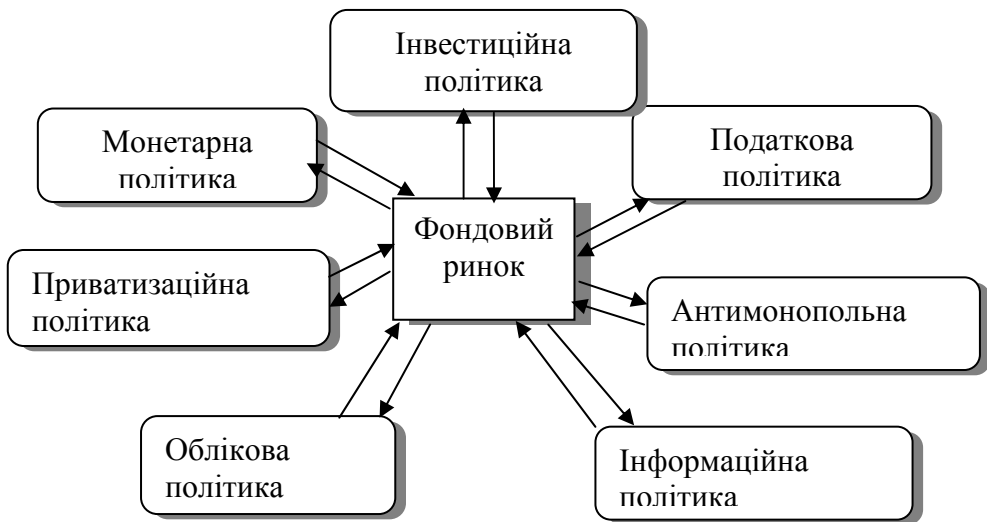 Інвестиційна
політика
Монетарна
політика
Податкова
політика
Фондовий
ринок
Приватизаційна
політика
Антимонопольна
політика
Облікова
політика
Інформаційна
політика